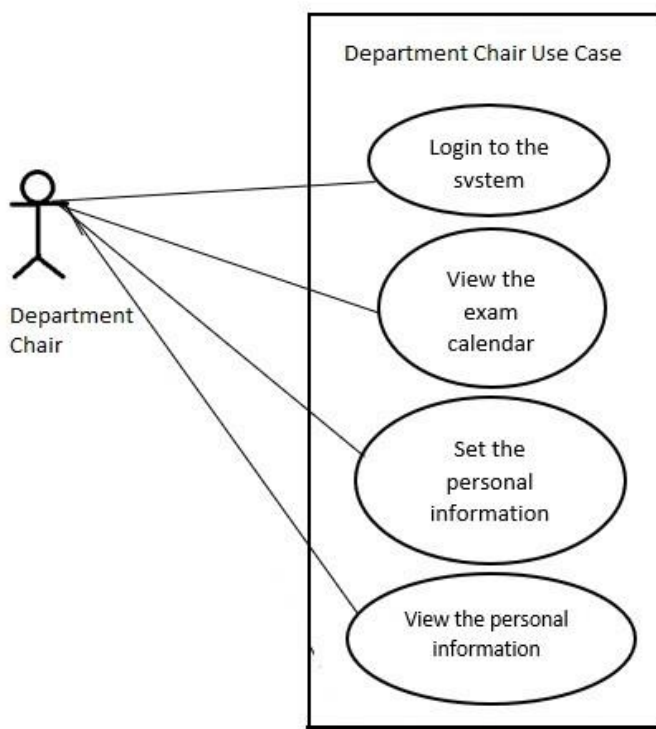 Department Chair Use Case
Login to the
svstem
View the
exam
calendar
Department
Chair
Set the
personal
information
View the personal
information